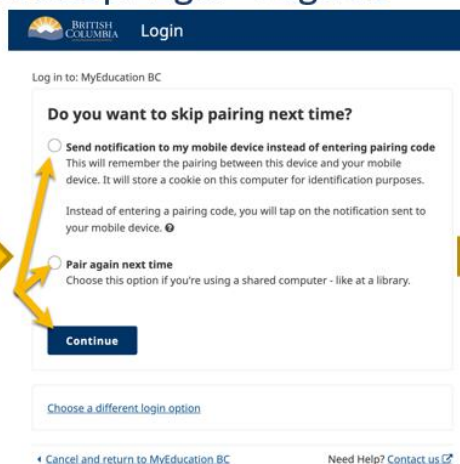 BRITISH
COLUMBIA
Login
Log in to: MyEducation BC
Do you want to skip pairing next time?
Send notification to my mobile device instead of entering pairing code
This will remember the pairing between this device and your mobile
device. It will store a cookie on this computer for identification purposes.
Instead of entering a pairing code, you will tap on the notification sent to
your mobile device.
Pair again next time
Choose this option if you're using a shared computer - like at a library.
Continue
Choose a different login option
Cancel and return to MyEducation BC
Need Help? Contact us